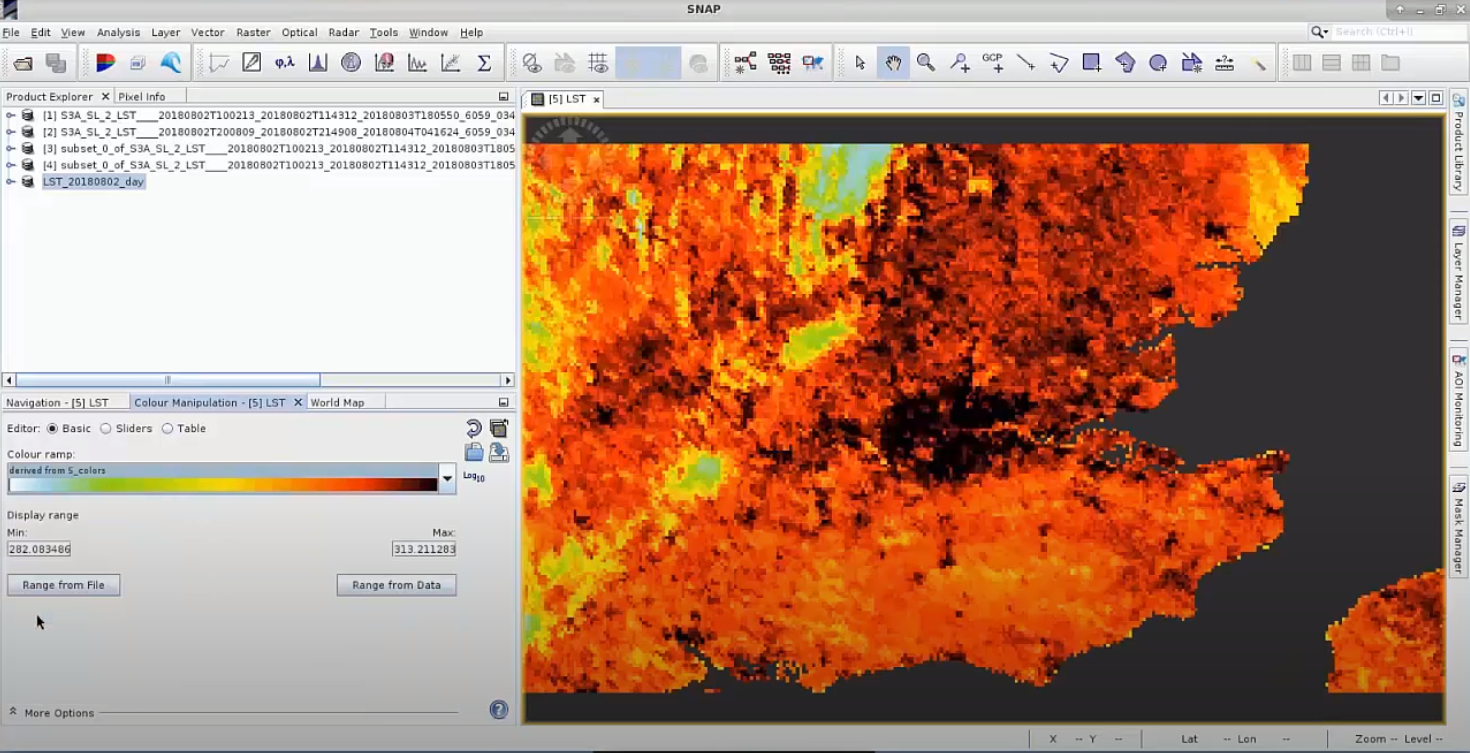 SNAP
File Edit View Analysis Layer Vector Raster Optical Radar Tools Window Help
Search (Ctrl+I)
φ,λ Σ GCP
Product Explorer Pixel Info
[5] LST
[1] S3A_SL_2_LST____20180802T100213_20180802T114312_20180803T180550_6059_034
[2] S3A_SL_2_LST____20180802T200809_20180802T214908_20180804T041624_6059_034
[3] subset_0_of_S3A_SL_2_LST____20180802T100213_20180802T114312_20180803T1805
[4] subset_0_of_S3A_SL_2_LST____20180802T100213_20180802T114312_20180803T1805
LST_20180802_day
Product Library
Layer Manager
AOI Monitoring
Mask Manager
Navigation - [5] LST Colour Manipulation - [5] LST World Map
Editor: Basic Sliders Table
Colour ramp:
derived from S_colors
Log10
Display range
Min: Max:
282.083486 313.211283
Range from File Range from Data
More Options
X -- Y -- Lat -- Lon -- Zoom -- Level --